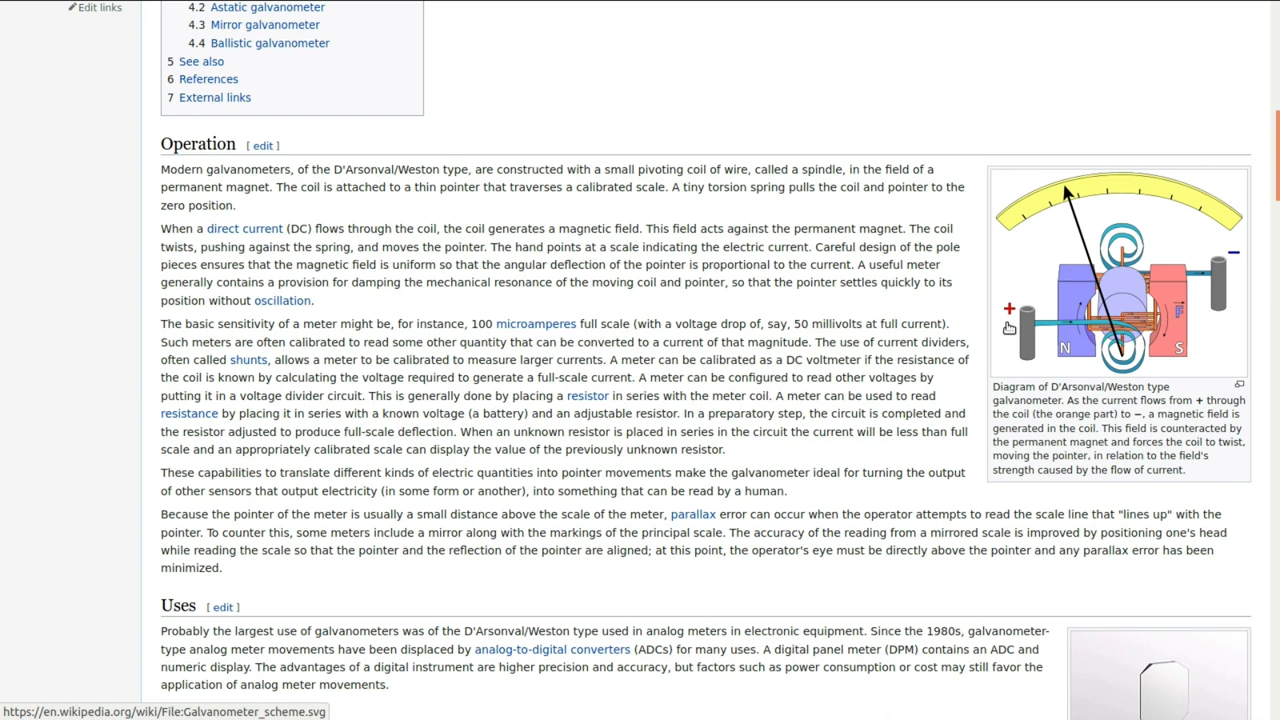 Edit links
4.2 Astatic galvanometer
4.3 Mirror galvanometer
4.4 Ballistic galvanometer
5 See also
6 References
7 External links
Operation [ edit ]
Modern galvanometers, of the D'Arsonval/Weston type, are constructed with a small pivoting coil of wire, called a spindle, in the field of a
permanent magnet. The coil is attached to a thin pointer that traverses a calibrated scale. A tiny torsion spring pulls the coil and pointer to the
zero position.
When a direct current (DC) flows through the coil, the coil generates a magnetic field. This field acts against the permanent magnet. The coil
twists, pushing against the spring, and moves the pointer. The hand points at a scale indicating the electric current. Careful design of the pole
pieces ensures that the magnetic field is uniform so that the angular deflection of the pointer is proportional to the current. A useful meter
generally contains a provision for damping the mechanical resonance of the moving coil and pointer, so that the pointer settles quickly to its
position without oscillation.
The basic sensitivity of a meter might be, for instance, 100 microamperes full scale (with a voltage drop of, say, 50 millivolts at full current).
Such meters are often calibrated to read some other quantity that can be converted to a current of that magnitude. The use of current dividers,
often called shunts, allows a meter to be calibrated to measure larger currents. A meter can be calibrated as a DC voltmeter if the resistance of
the coil is known by calculating the voltage required to generate a full-scale current. A meter can be configured to read other voltages by
putting it in a voltage divider circuit. This is generally done by placing a resistor in series with the meter coil. A meter can be used to read
resistance by placing it in series with a known voltage (a battery) and an adjustable resistor. In a preparatory step, the circuit is completed and
the resistor adjusted to produce full-scale deflection. When an unknown resistor is placed in series in the circuit the current will be less than full
scale and an appropriately calibrated scale can display the value of the previously unknown resistor.
These capabilities to translate different kinds of electric quantities into pointer movements make the galvanometer ideal for turning the output
of other sensors that output electricity (in some form or another), into something that can be read by a human.
Because the pointer of the meter is usually a small distance above the scale of the meter, parallax error can occur when the operator attempts to read the scale line that "lines up" with the
pointer. To counter this, some meters include a mirror along with the markings of the principal scale. The accuracy of the reading from a mirrored scale is improved by positioning one's head
while reading the scale so that the pointer and the reflection of the pointer are aligned; at this point, the operator's eye must be directly above the pointer and any parallax error has been
minimized.
+ −
F
N S
Diagram of D'Arsonval/Weston type
galvanometer. As the current flows from + through
the coil (the orange part) to −, a magnetic field is
generated in the coil. This field is counteracted by
the permanent magnet and forces the coil to twist,
moving the pointer, in relation to the field's
strength caused by the flow of current.
Uses [ edit ]
Probably the largest use of galvanometers was of the D'Arsonval/Weston type used in analog meters in electronic equipment. Since the 1980s, galvanometer-
type analog meter movements have been displaced by analog-to-digital converters (ADCs) for many uses. A digital panel meter (DPM) contains an ADC and
numeric display. The advantages of a digital instrument are higher precision and accuracy, but factors such as power consumption or cost may still favor the
application of analog meter movements.
https://en.wikipedia.org/wiki/File:Galvanometer_scheme.svg